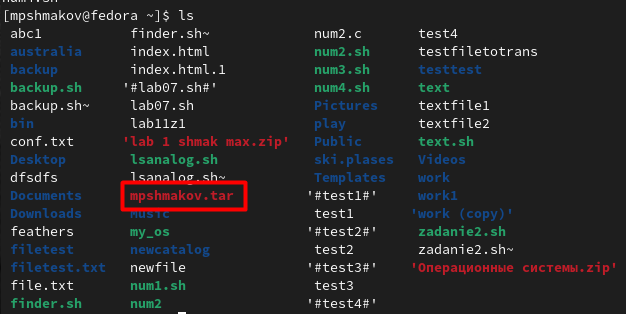 [mpshmakov@fedora ~]$ ls
abc1 finder.sh~ num2.c test4
australia index.html num2.sh testfiletotrans
backup index.html.1 num3.sh testtest
backup.sh '#lab07.sh#' num4.sh text
backup.sh~ lab07.sh Pictures textfile1
bin lab11z1 play textfile2
conf.txt 'lab 1 shmak max.zip' Public text.sh
Desktop lsanalog.sh ski.plases Videos
dfsdfs lsanalog.sh~ Templates work
Documents mpshmakov.tar '#test1#' work1
Downloads Music test1 'work (copy)'
feathers my_os '#test2#' zadanie2.sh
filetest newcatalog test2 zadanie2.sh~
filetest.txt newfile '#test3#' 'Операционные системы.zip'
file.txt num1.sh test3
finder.sh num2 '#test4#'